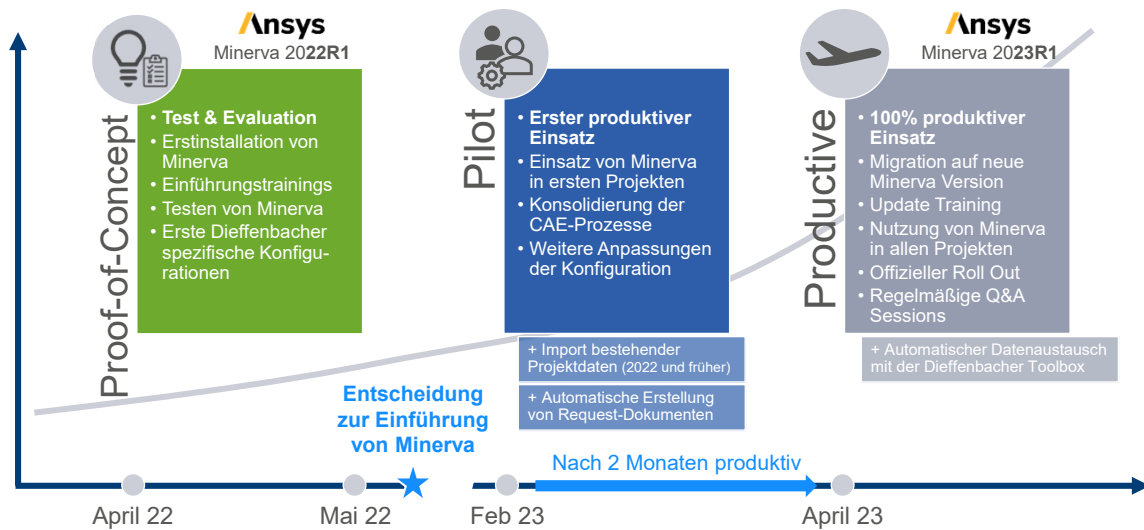 Ansys
Minerva 2022R1
Proof-of-Concept
• Test & Evaluation
• Erstinstallation von
Minerva
• Einführungstrainings
• Testen von Minerva
• Erste Dieffenbacher
spezifische Konfigu-
rationen
Pilot
• Erster produktiver
Einsatz
• Einsatz von Minerva
in ersten Projekten
• Konsolidierung der
CAE-Prozesse
• Weitere Anpassungen
der Konfiguration
+ Import bestehender
Projektdaten (2022 und früher)
+ Automatische Erstellung
von Request-Dokumenten
Ansys
Minerva 2023R1
Productive
• 100% produktiver
Einsatz
• Migration auf neue
Minerva Version
• Update Training
• Nutzung von Minerva
in allen Projekten
• Offizieller Roll Out
• Regelmäßige Q&A
Sessions
+ Automatischer Datenaustausch
mit der Dieffenbacher Toolbox
Entscheidung
zur Einführung
von Minerva
Nach 2 Monaten produktiv
April 22
Mai 22
Feb 23
April 23